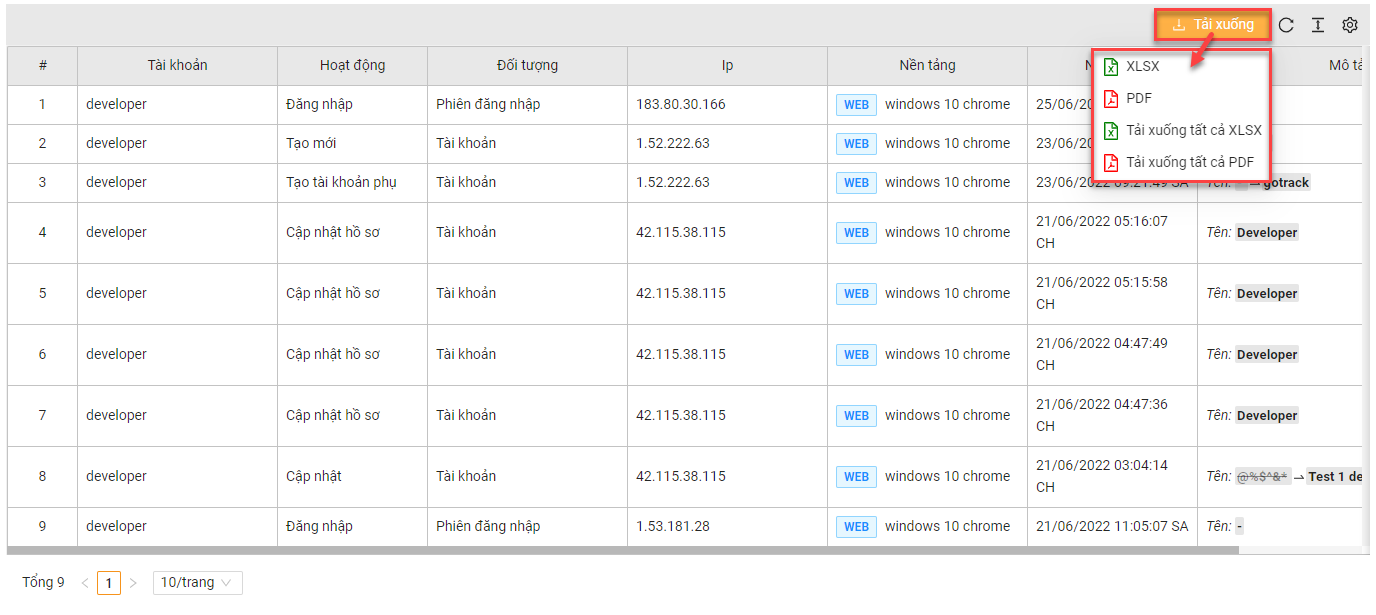 Tải xuống
# Tài khoản Hoạt động Đối tượng Ip Nền tảng Mô tả
XLSX
PDF
Tải xuống tất cả XLSX
Tải xuống tất cả PDF
1 developer Đăng nhập Phiên đăng nhập 183.80.30.166 WEB windows 10 chrome 25/06/
2 developer Tạo mới Tài khoản 1.52.222.63 WEB windows 10 chrome 23/06/
3 developer Tạo tài khoản phụ Tài khoản 1.52.222.63 WEB windows 10 chrome 23/06/2022 09:21:49 SA Tên: → gotrack
4 developer Cập nhật hồ sơ Tài khoản 42.115.38.115 WEB windows 10 chrome 21/06/2022 05:16:07 CH Tên: Developer
5 developer Cập nhật hồ sơ Tài khoản 42.115.38.115 WEB windows 10 chrome 21/06/2022 05:15:58 CH Tên: Developer
6 developer Cập nhật hồ sơ Tài khoản 42.115.38.115 WEB windows 10 chrome 21/06/2022 04:47:49 CH Tên: Developer
7 developer Cập nhật hồ sơ Tài khoản 42.115.38.115 WEB windows 10 chrome 21/06/2022 04:47:36 CH Tên: Developer
8 developer Cập nhật Tài khoản 42.115.38.115 WEB windows 10 chrome 21/06/2022 03:04:14 CH Tên: @%$^&* → Test 1 de
9 developer Đăng nhập Phiên đăng nhập 1.53.181.28 WEB windows 10 chrome 21/06/2022 11:05:07 SA Tên: -
Tổng 9 < 1 > 10/trang